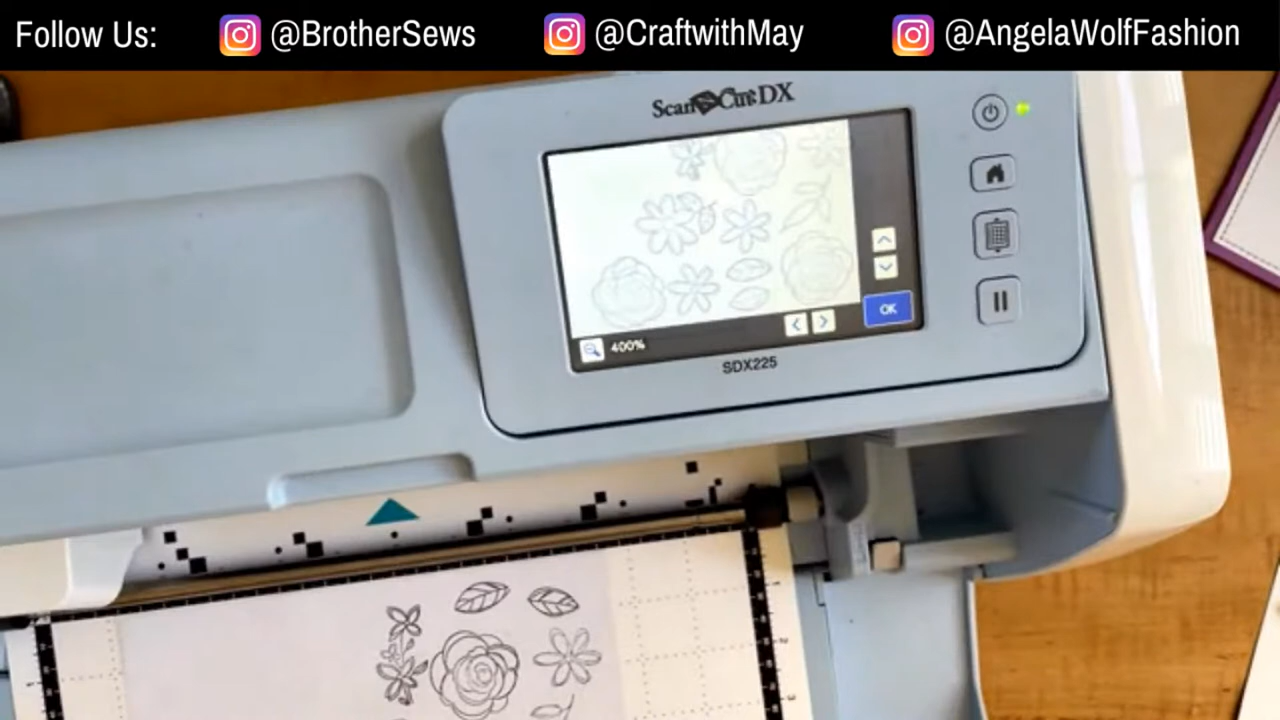 Follow Us: @BrotherSews @CraftwithMay @AngelaWolfFashion
ScanNCut DX
OK
400%
SDX225